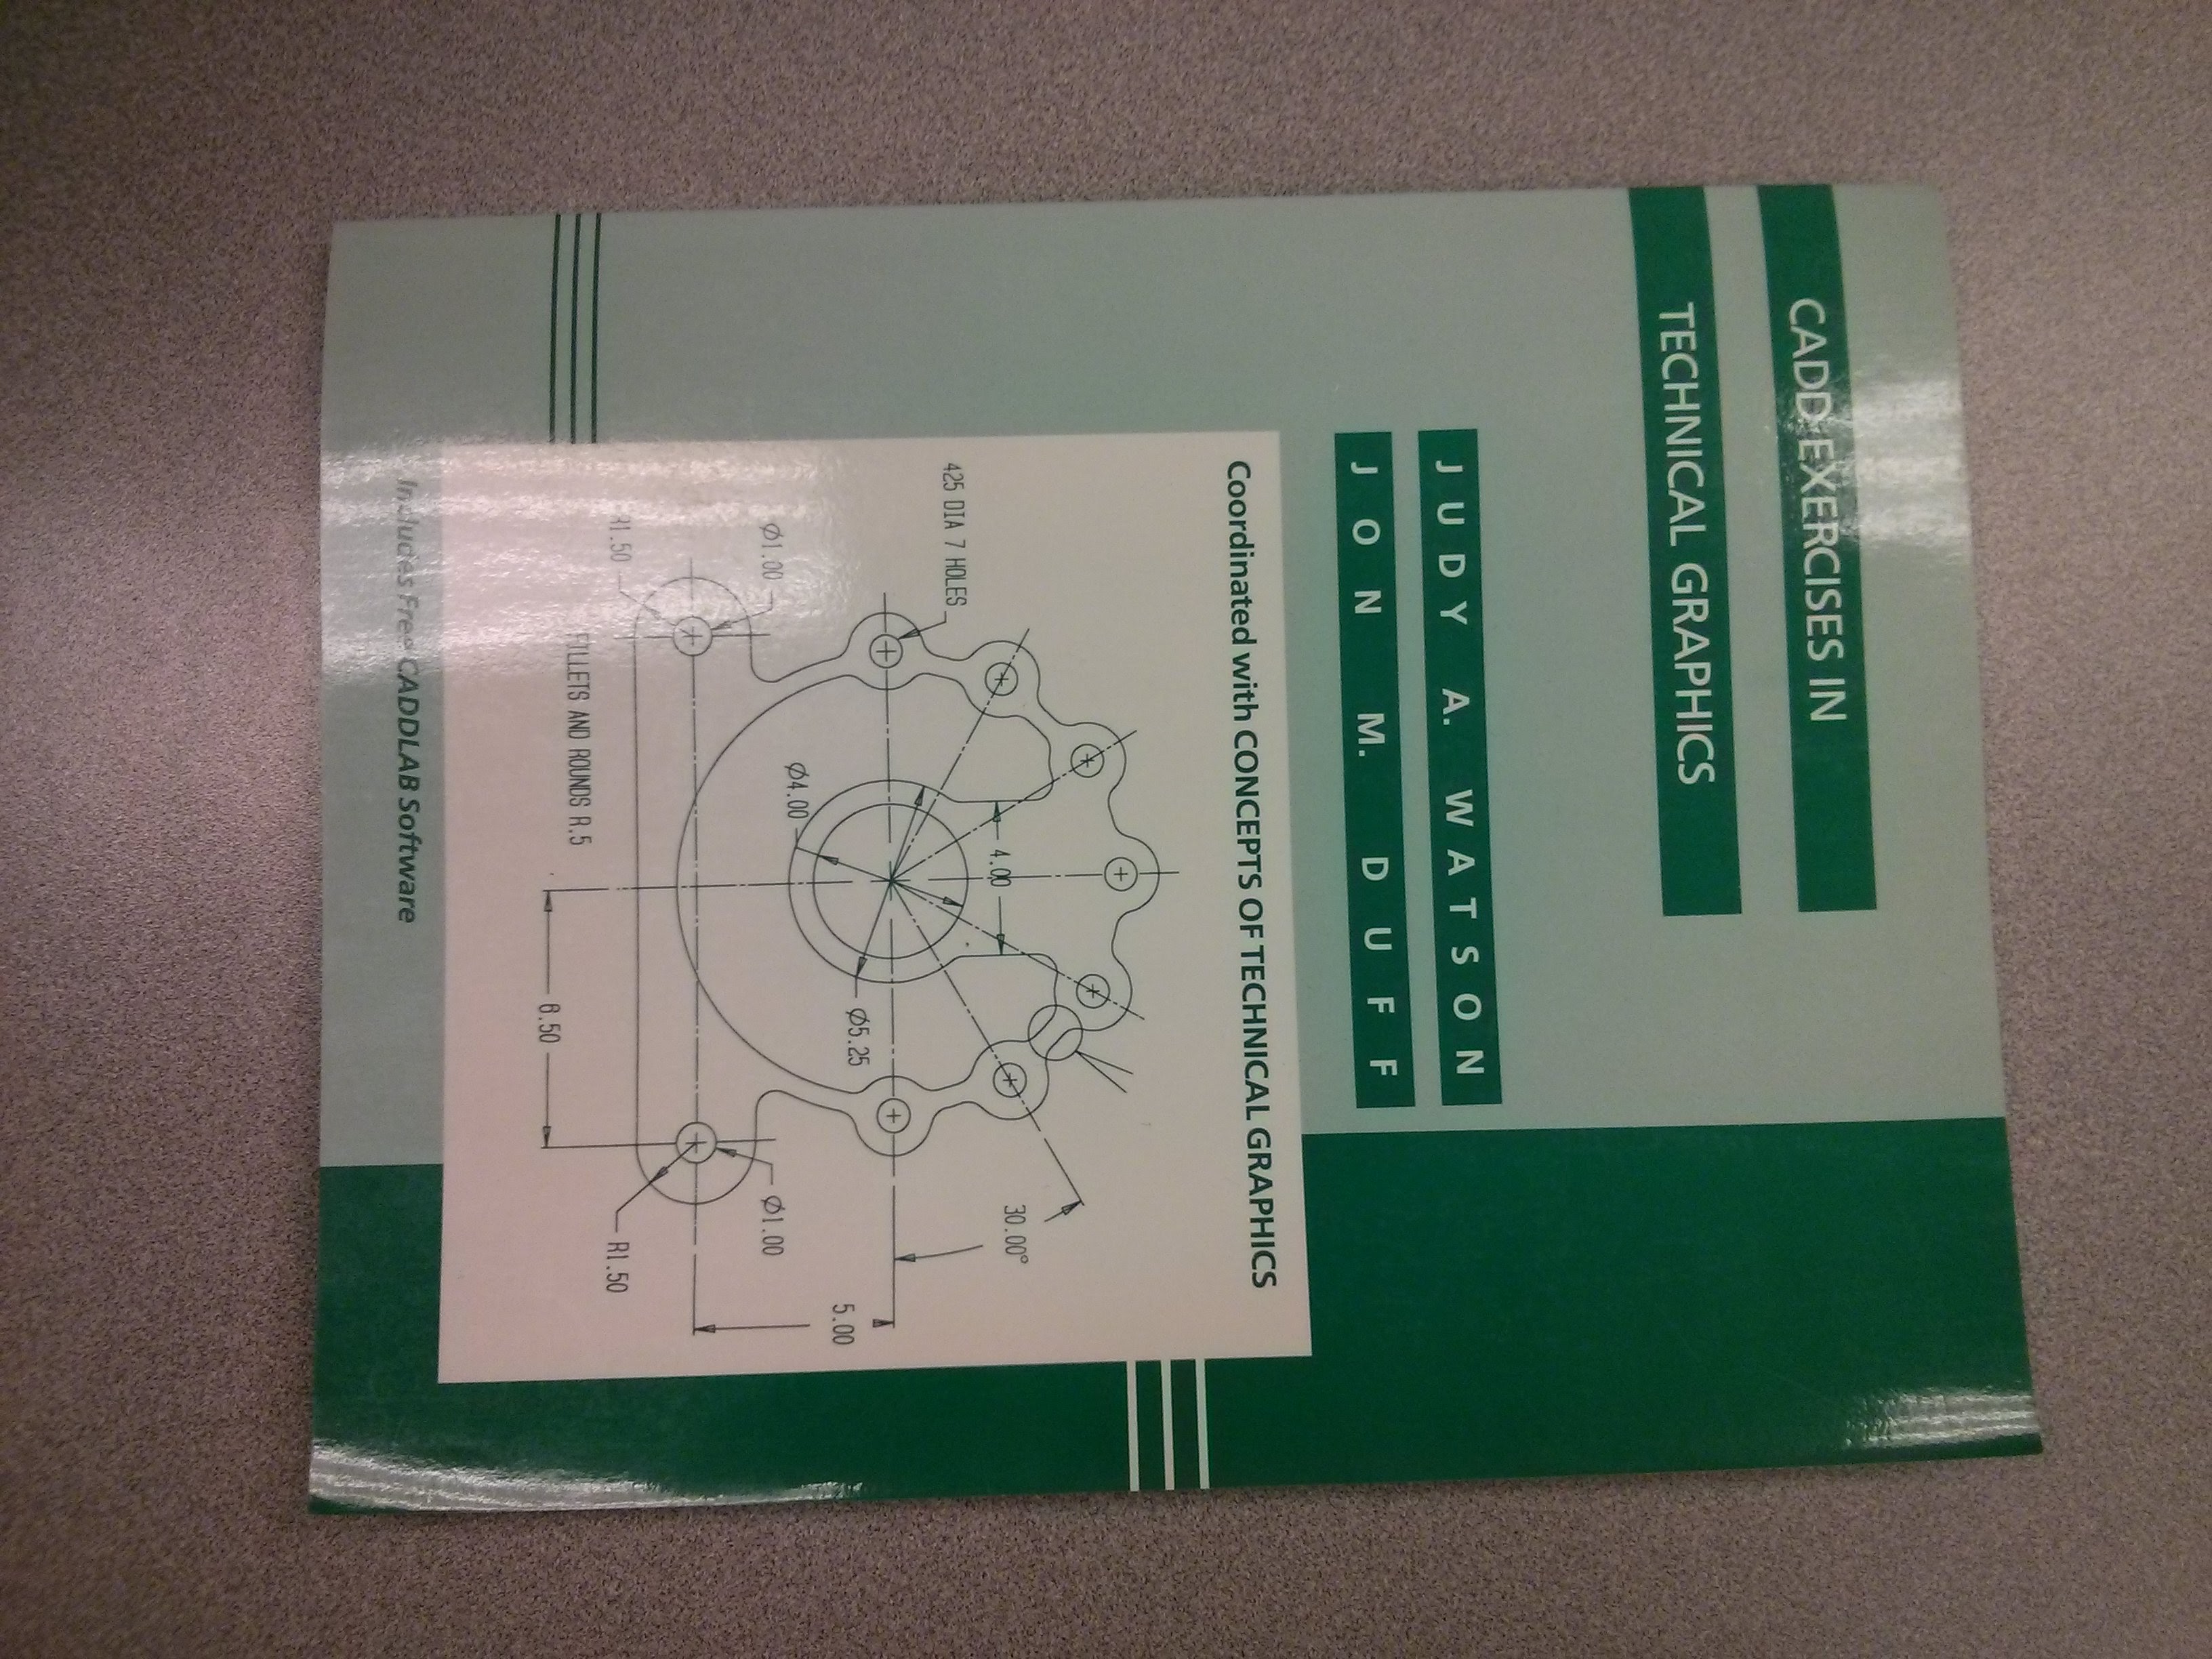 CADD EXERCISES IN
TECHNICAL GRAPHICS
JUDY A. WATSON
JON M. DUFF
Coordinated with CONCEPTS OF TECHNICAL GRAPHICS
425 DIA 7 HOLES
30.00°
4.00
5.00
Ø5.25
Ø4.00
Ø1.00
Ø1.00
R1.50
R1.50
FILLETS AND ROUNDS R.5
6.50
Includes Free CADDLAB Software